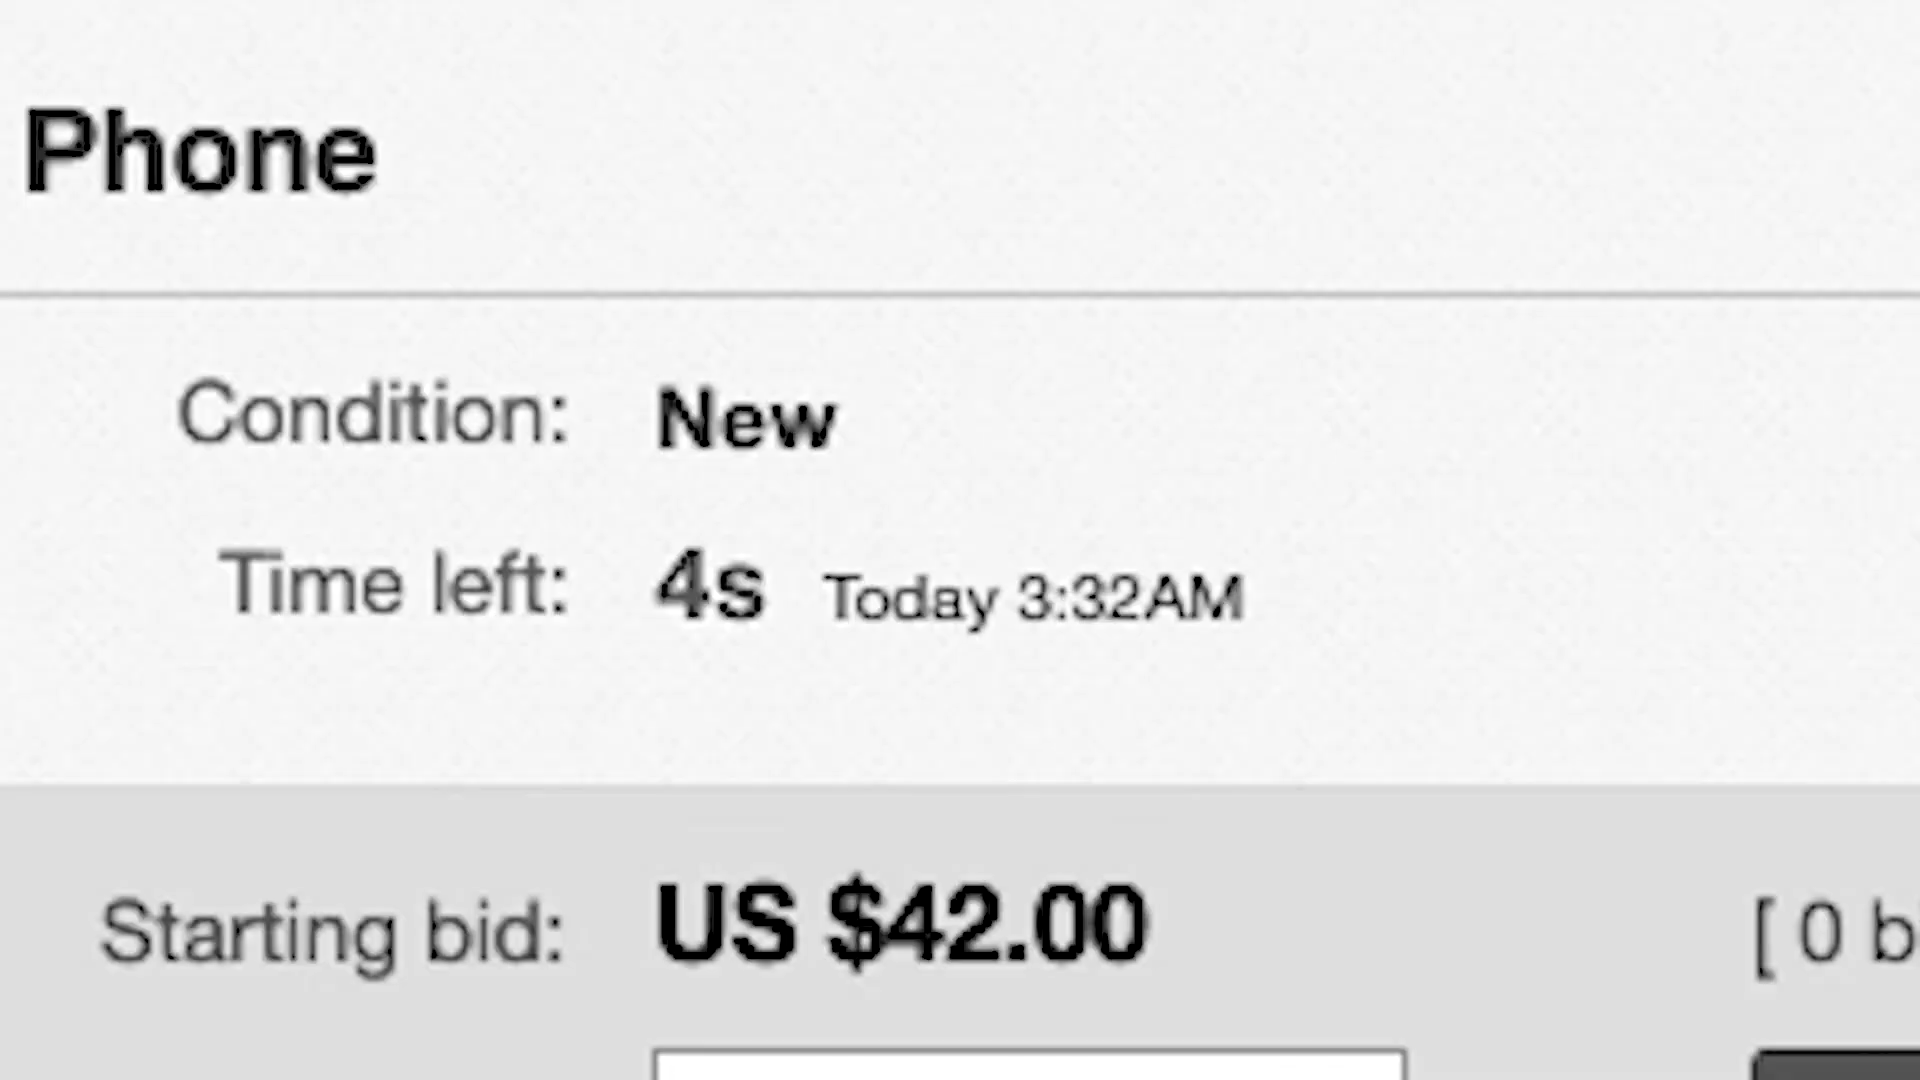 Phone
Condition: New
Time left: 4s Today 3:32AM
Starting bid: US $42.00 [ 0 b